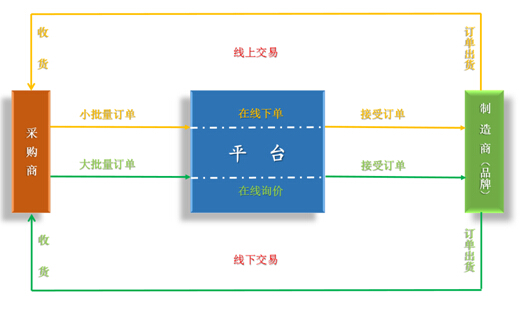 收货
订单出货
线上交易
小批量订单
在线下单
接受订单
采购商
平台
制造商(品牌)
大批量订单
在线询价
接受订单
收货
线下交易
订单出货